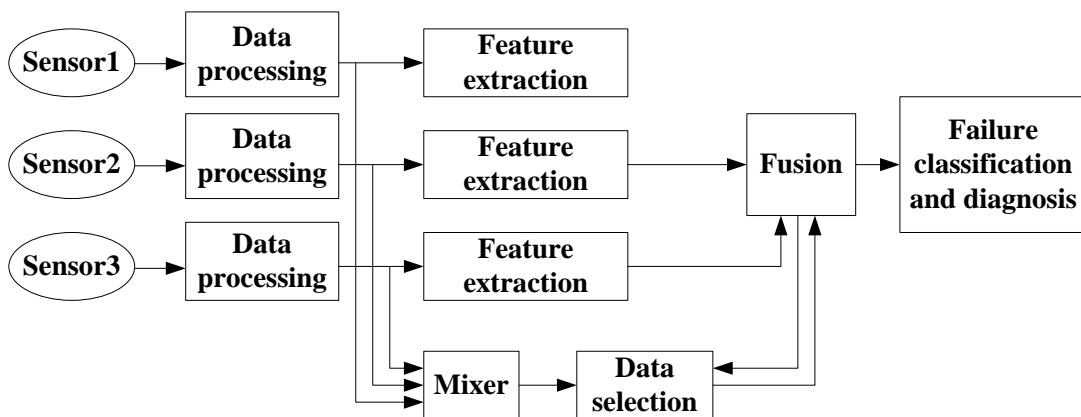 Sensor1
Data
processing
Feature
extraction
Sensor2
Data
processing
Feature
extraction
Fusion
Failure
classification
and diagnosis
Sensor3
Data
processing
Feature
extraction
Mixer
Data
selection